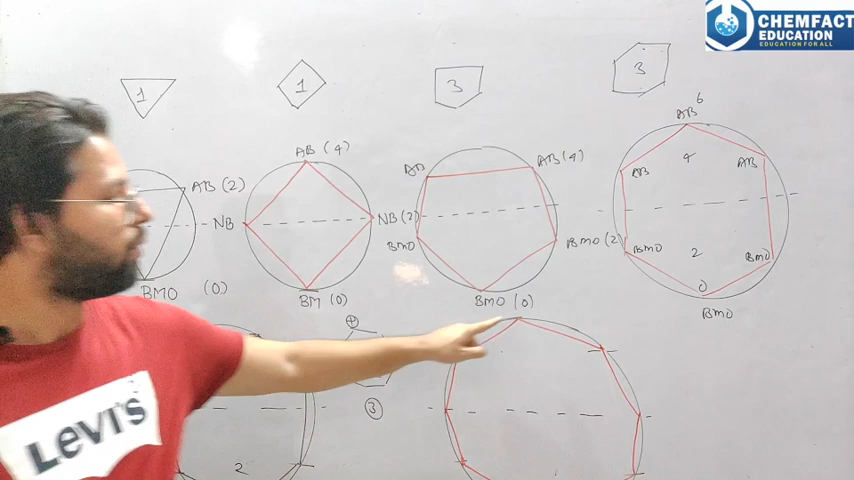 CHEMFACT
EDUCATION
EDUCATION FOR ALL
1
1
3
3
AB (2)
BMO (0)
AB (4)
NB
NB (2)
BM (0)
AB
AB (4)
BMO
BMO (2)
BMO (0)
AB 6
4
AB
AB
BMO
2
BMO
0
BMO
⊕
3
2
LEVI'S